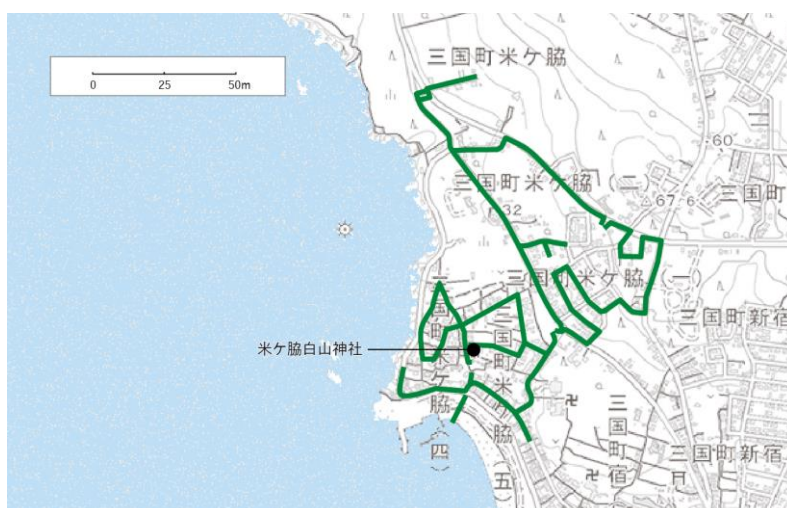 三国町米ケ脇
0 25 50m
・60
三国町
三国町米ケ脇（二）
32
67・6
三国町米ケ脇（一）
三国町新宿
米ケ脇白山神社
三国町米ケ脇（四）
三国町米ケ脇（五）
三国町宿
三国町新宿